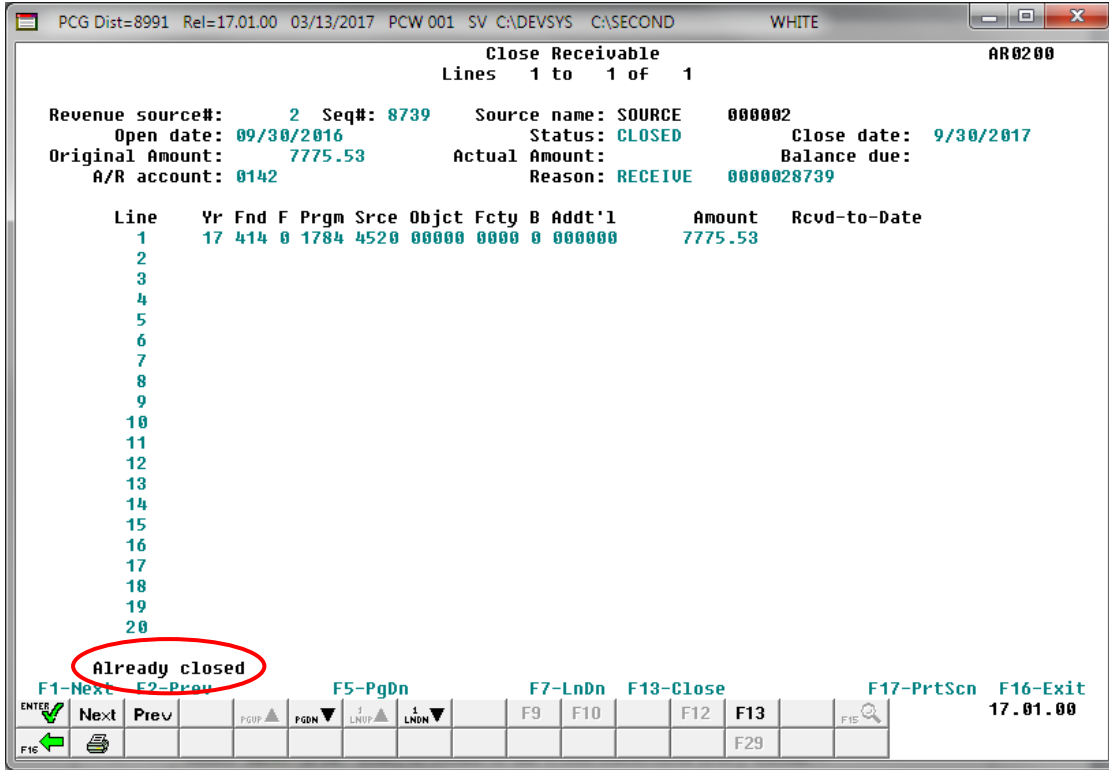 PCG Dist=8991 Rel=17.01.00 03/13/2017 PCW 001 SV C:\DEVSYS C:\SECOND WHITE
Close Receivable AR0200
Lines 1 to 1 of 1
Revenue source#: 2 Seq#: 8739 Source name: SOURCE 000002
Open date: 09/30/2016 Status: CLOSED Close date: 9/30/2017
Original Amount: 7775.53 Actual Amount: Balance due:
A/R account: 0142 Reason: RECEIVE 0000028739
Line Yr Fnd F Prgm Srce Objct Fcty B Addt'l Amount Rcvd-to-Date
1 17 414 0 1784 4520 00000 0000 0 000000 7775.53
2
3
4
5
6
7
8
9
10
11
12
13
14
15
16
17
18
19
20
Already closed
F1-Next F2-Prev F5-PgDn F7-LnDn F13-Close F17-PrtScn F16-Exit
ENTER Next Prev PGUP PGDN 1 LNUP 1 LNDN F9 F10 F12 F13 F15 17.01.00
F16 F29